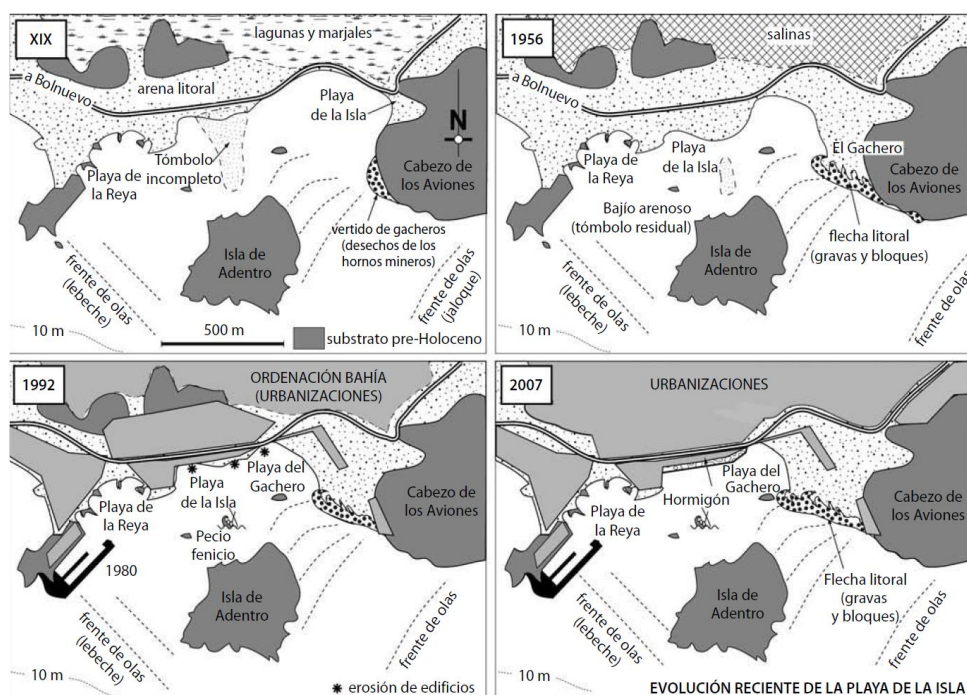 XIX
lagunas y marjales
a Bolnuevo
arena litoral
Playa
de la Isla
N
Tómbolo
incompleto
Playa de
la Reya
Cabezo de
los Aviones
vertido de gacheros
(desechos de los
hornos mineros)
Isla de
Adentro
frente de olas
(lebeche)
frente de olas
(jaloque)
10 m
500 m
substrato pre-Holoceno
1956
salinas
a Bolnuevo
El Gachero
Playa de
la Reya
Playa
de la Isla
Cabezo de
los Aviones
Bajío arenoso
(tómbolo residual)
flecha litoral
(gravas y bloques)
Isla de
Adentro
frente de olas
(lebeche)
frente de olas
10 m
1992
ORDENACIÓN BAHÍA
(URBANIZACIONES)
Playa
de la Isla
Playa del
Gachero
Playa de
la Reya
Cabezo de
los Aviones
Pecio
fenicio
1980
Isla de
Adentro
frente de olas
(lebeche)
frente de olas
10 m
erosión de edificios
2007
URBANIZACIONES
Playa del
Gachero
Hormigón
Playa de
la Reya
Cabezo de
los Aviones
Flecha litoral
(gravas
y bloques)
Isla de
Adentro
frente de olas
(lebeche)
frente de olas
10 m
EVOLUCIÓN RECIENTE DE LA PLAYA DE LA ISLA